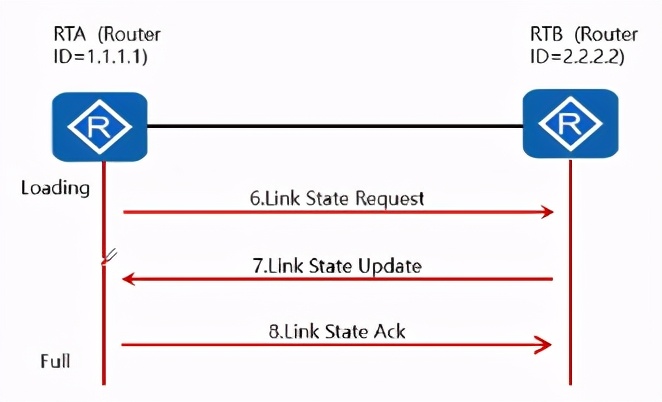 RTA (Router
ID=1.1.1.1)
RTB (Router
ID=2.2.2.2)
R
R
Loading
6.Link State Request
7.Link State Update
8.Link State Ack
Full